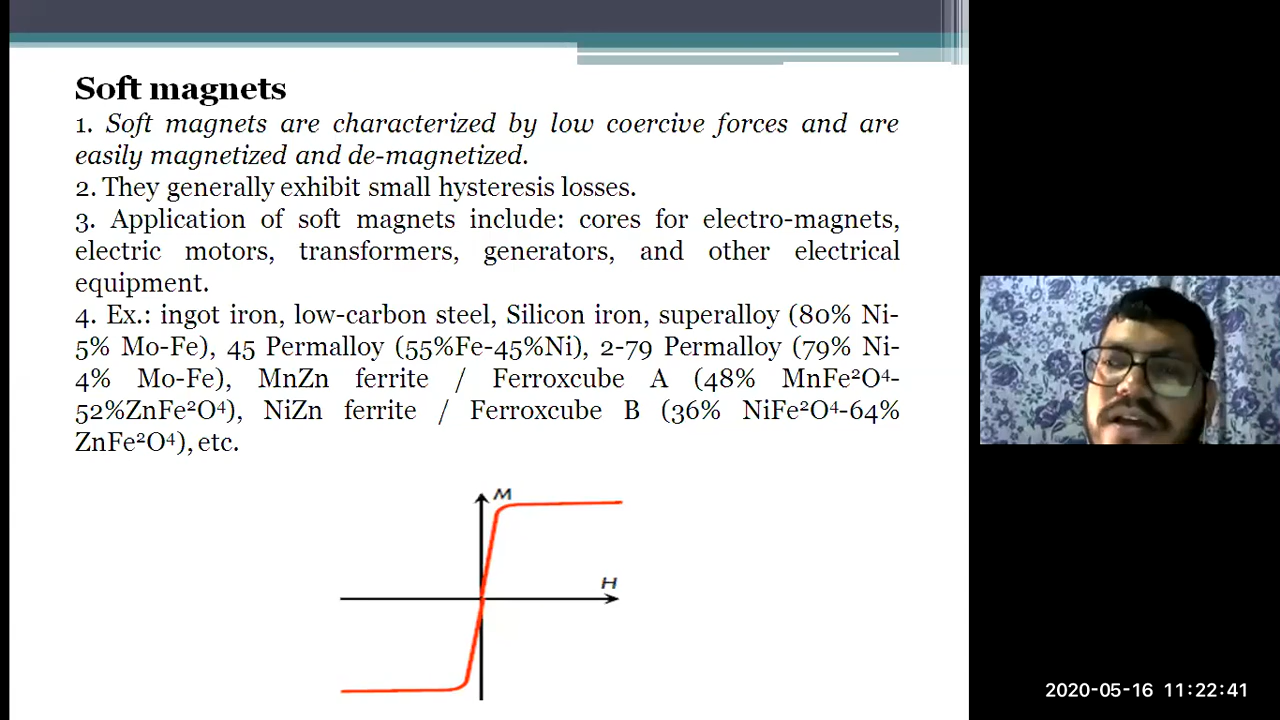 Soft magnets
1. Soft magnets are characterized by low coercive forces and are
easily magnetized and de-magnetized.
2. They generally exhibit small hysteresis losses.
3. Application of soft magnets include: cores for electro-magnets,
electric motors, transformers, generators, and other electrical
equipment.
4. Ex.: ingot iron, low-carbon steel, Silicon iron, superalloy (80% Ni-
5% Mo-Fe), 45 Permalloy (55%Fe-45%Ni), 2-79 Permalloy (79% Ni-
4% Mo-Fe), MnZn ferrite / Ferroxcube A (48% MnFe²O⁴-
52%ZnFe²O⁴), NiZn ferrite / Ferroxcube B (36% NiFe²O⁴-64%
ZnFe²O⁴), etc.
M
H
2020-05-16 11:22:41